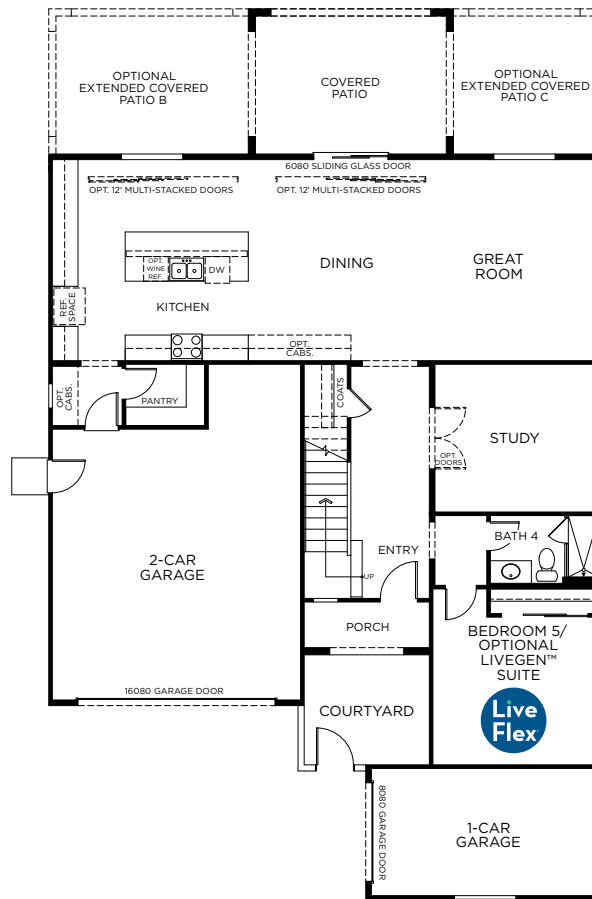 OPTIONAL
EXTENDED COVERED
PATIO B
COVERED
PATIO
OPTIONAL
EXTENDED COVERED
PATIO C
6080 SLIDING GLASS DOOR
OPT. 12' MULTI-STACKED DOORS
OPT. 12' MULTI-STACKED DOORS
OPT.
WINE
REF.
DW
DINING
GREAT
ROOM
KITCHEN
REF.
SPACE
OPT.
CABS.
OPT.
CABS.
PANTRY
COATS
STUDY
OPT.
DOORS
BATH 4
2-CAR
GARAGE
ENTRY
UP
PORCH
BEDROOM 5/
OPTIONAL
LIVEGEN™
SUITE
Live
Flex
16080 GARAGE DOOR
COURTYARD
8080 GARAGE DOOR
1-CAR
GARAGE